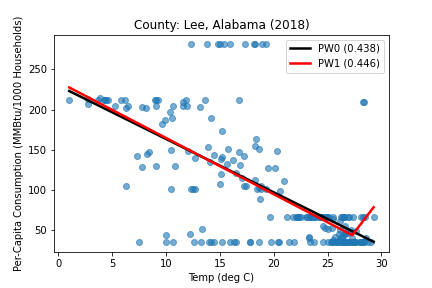 County: Lee, Alabama (2018)
PW0 (0.438)
PW1 (0.446)
Per-Capita Consumption (MMBtu/1000 Households)
250
200
150
100
50
0 5 10 15 20 25 30
Temp (deg C)